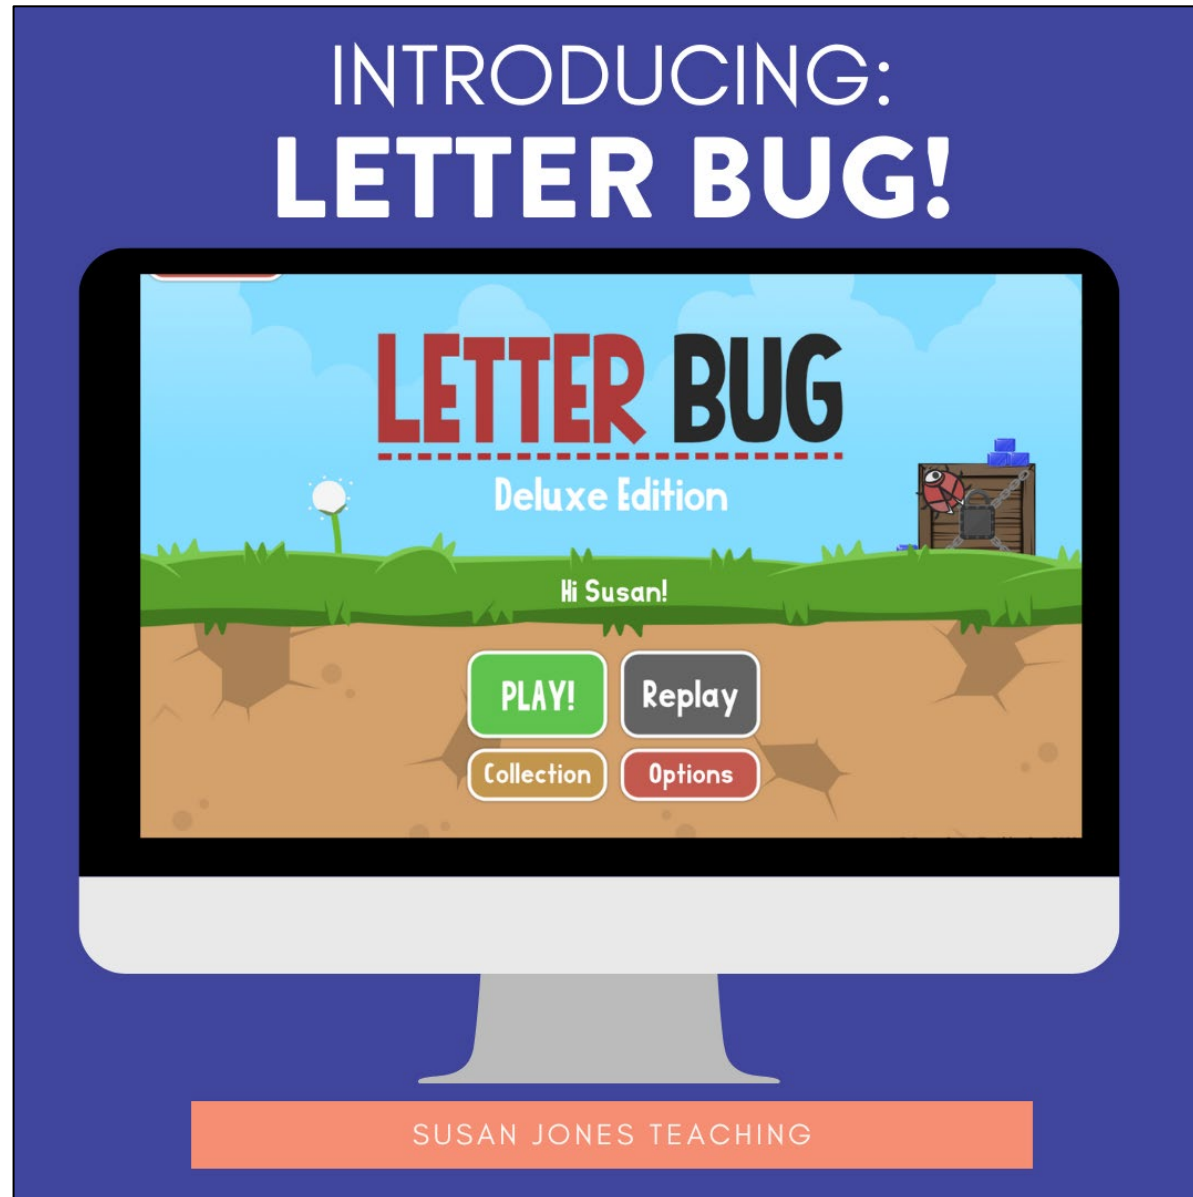 INTRODUCING:
LETTER BUG!
LETTER BUG
Deluxe Edition
Hi Susan!
PLAY! Replay
Collection Options
SUSAN JONES TEACHING